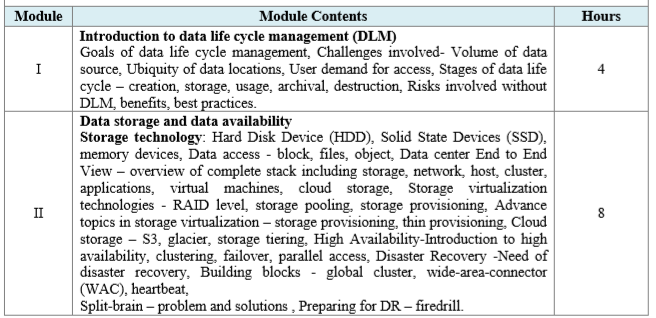 Module Module Contents Hours
Introduction to data life cycle management (DLM)
Goals of data life cycle management, Challenges involved- Volume of data
source, Ubiquity of data locations, User demand for access, Stages of data life
I 4
cycle – creation, storage, usage, archival, destruction, Risks involved without
DLM, benefits, best practices.
Data storage and data availability
Storage technology: Hard Disk Device (HDD), Solid State Devices (SSD),
memory devices, Data access - block, files, object, Data center End to End
View – overview of complete stack including storage, network, host, cluster,
applications, virtual machines, cloud storage, Storage virtualization
technologies - RAID level, storage pooling, storage provisioning, Advance
II 8
topics in storage virtualization – storage provisioning, thin provisioning, Cloud
storage – S3, glacier, storage tiering, High Availability-Introduction to high
availability, clustering, failover, parallel access, Disaster Recovery -Need of
disaster recovery, Building blocks - global cluster, wide-area-connector
(WAC), heartbeat,
Split-brain – problem and solutions , Preparing for DR – firedrill.